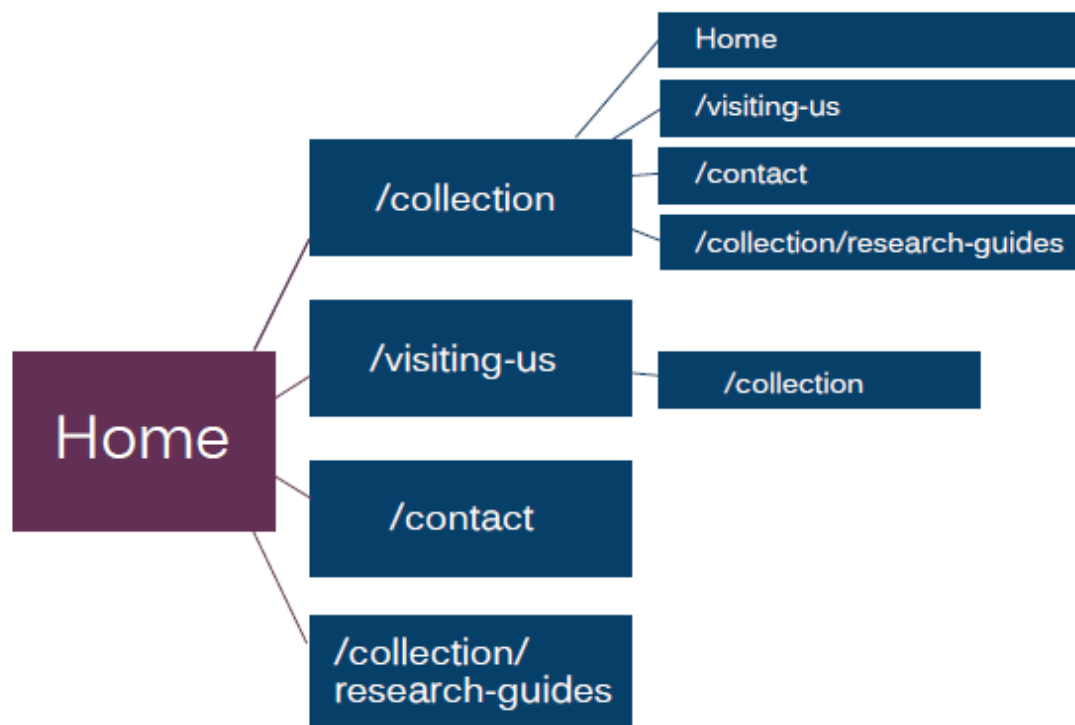 Home
/collection
Home
/visiting-us
/contact
/collection/research-guides
/visiting-us
/collection
/contact
/collection/
research-guides